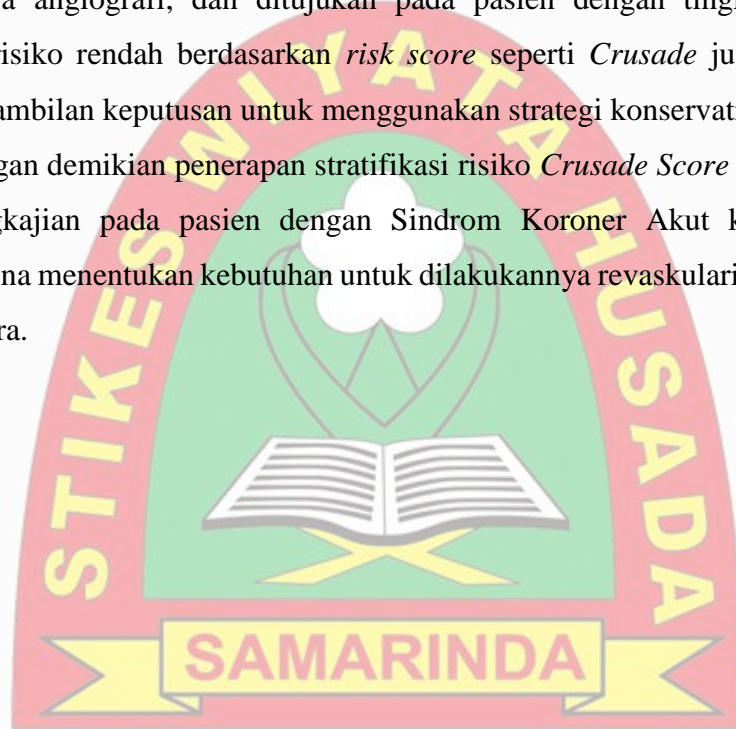 a angiografi, dan ditujukan pada pasien dengan ting
risiko rendah berdasarkan risk score seperti Crusade ju
ambilan keputusan untuk menggunakan strategi konservati
gan demikian penerapan stratifikasi risiko Crusade Score
gkajian pada pasien dengan Sindrom Koroner Akut k
na menentukan kebutuhan untuk dilakukannya revaskulari
ra.
STIKES WIYATA HUSADA
SAMARINDA